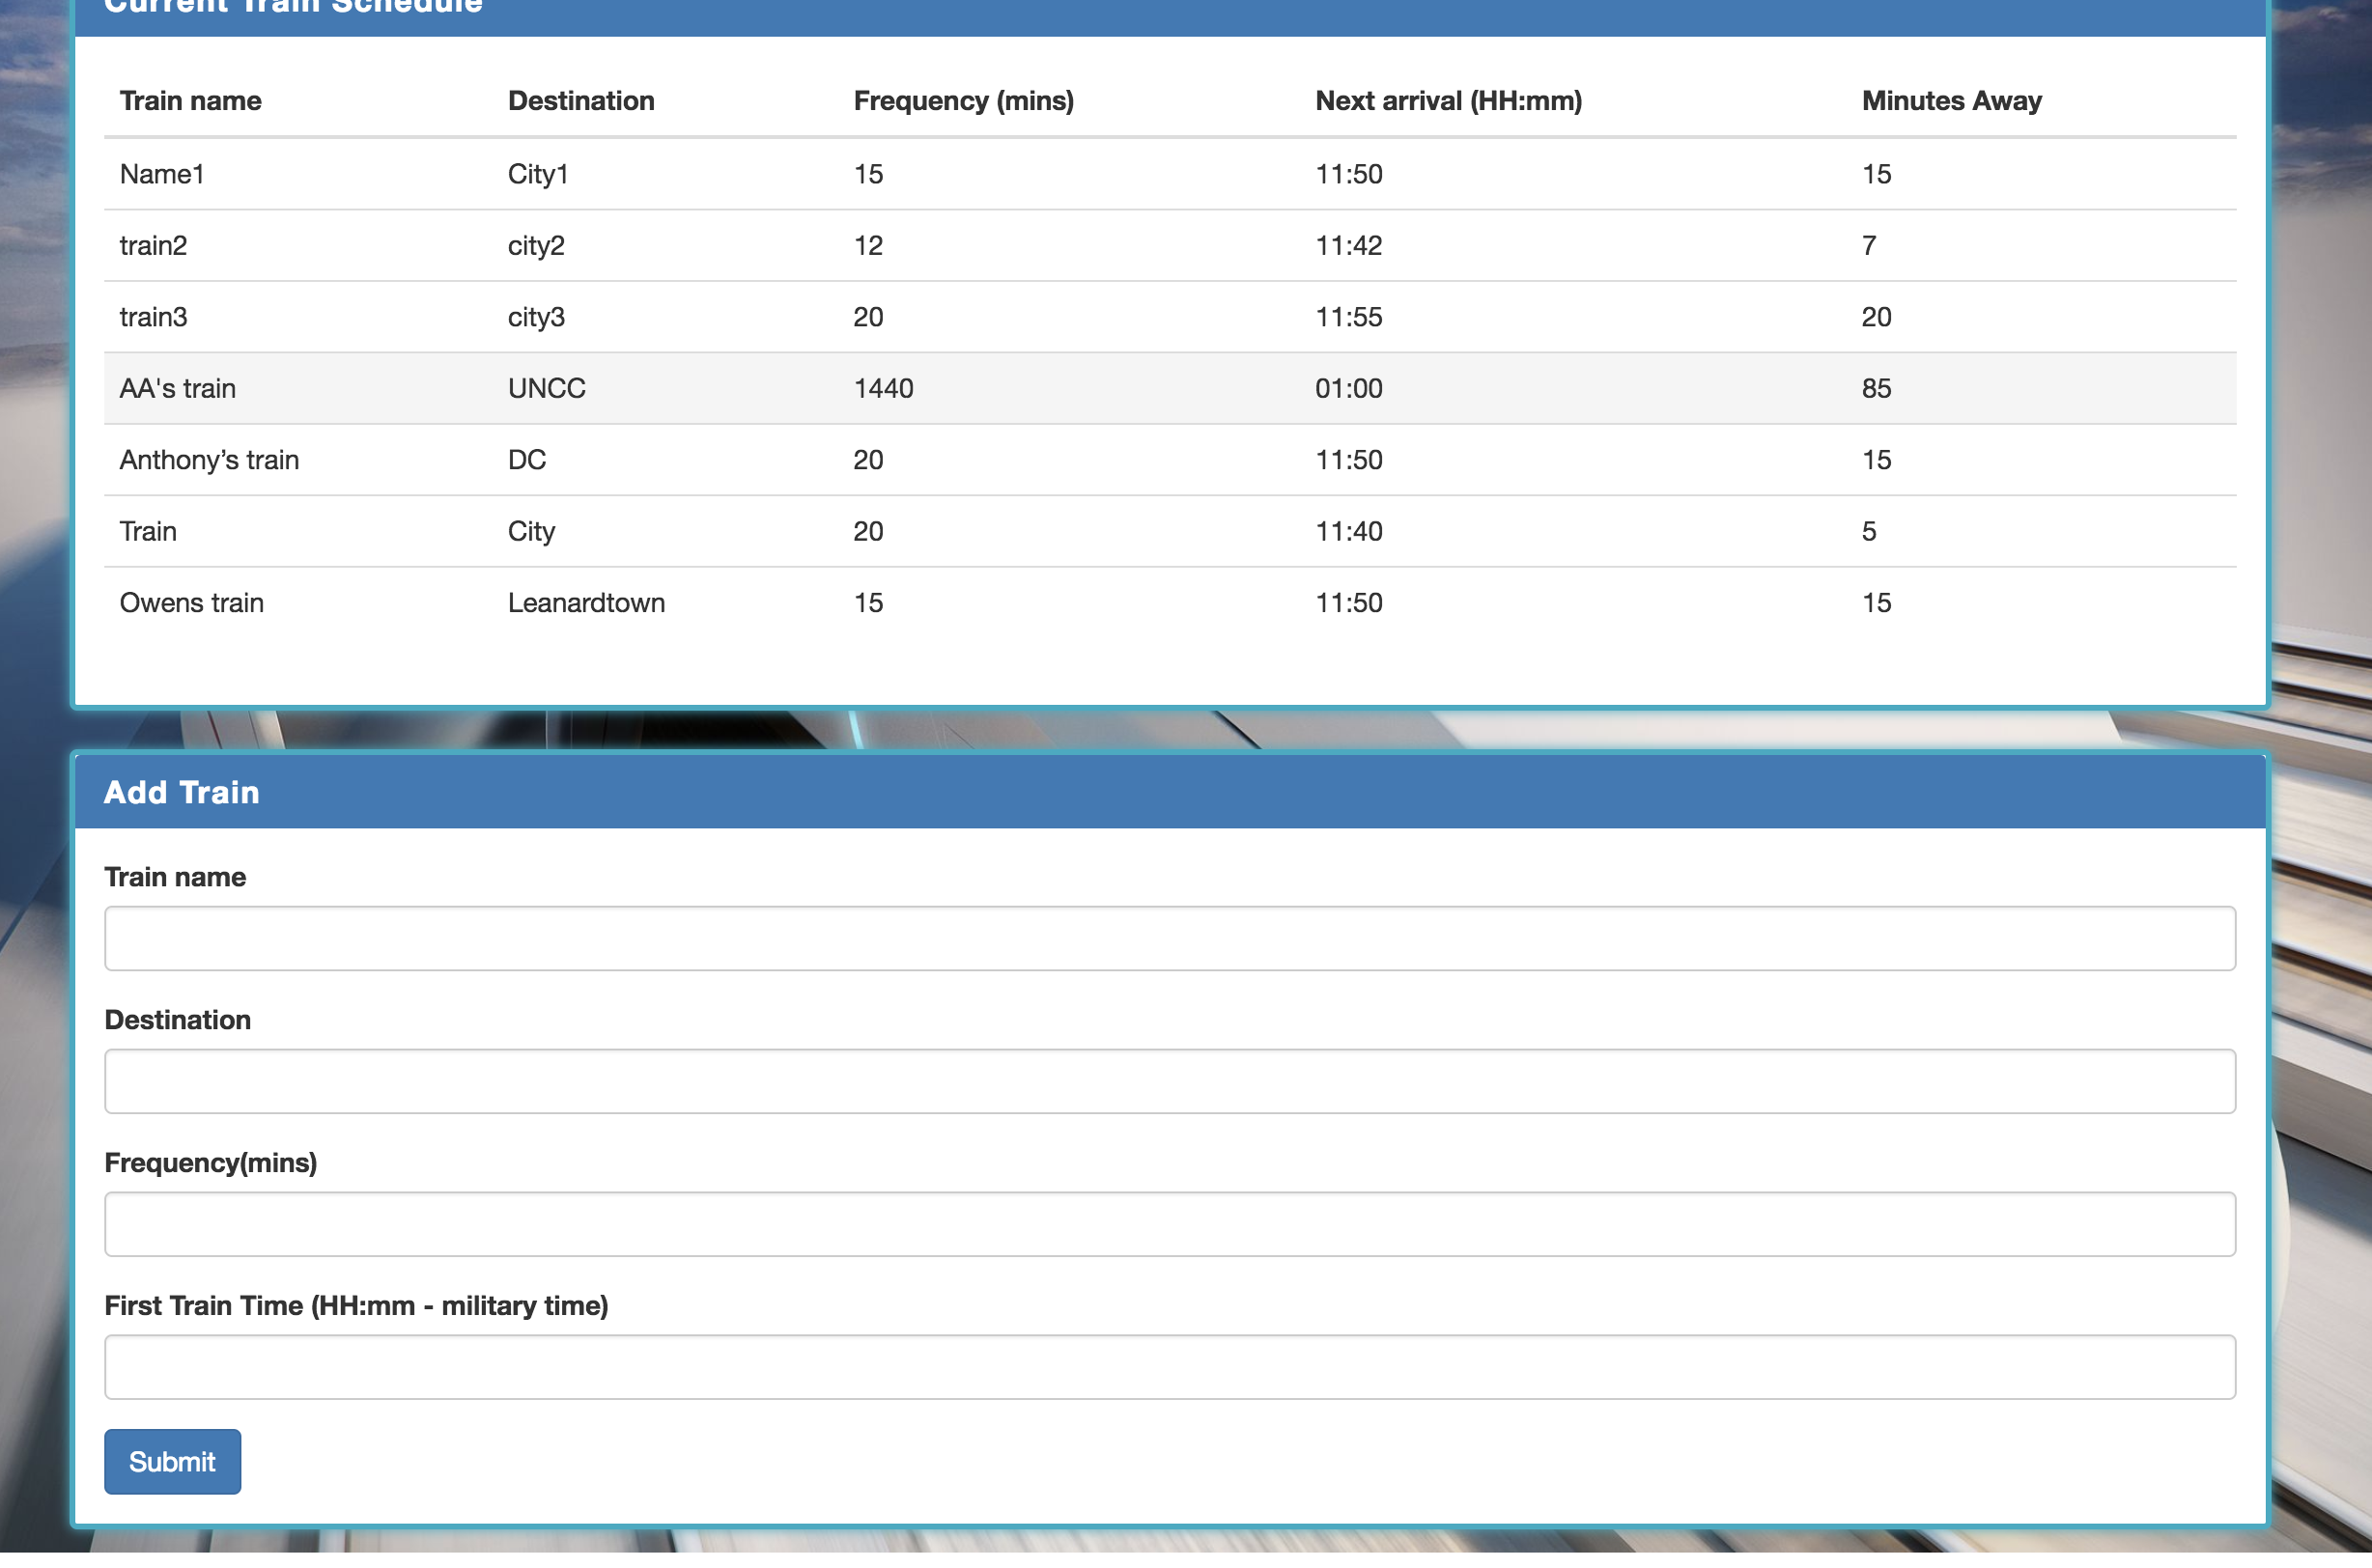 Current Train Schedule
Train name Destination Frequency (mins) Next arrival (HH:mm) Minutes Away
Name1 City1 15 11:50 15
train2 city2 12 11:42 7
train3 city3 20 11:55 20
AA's train UNCC 1440 01:00 85
Anthony’s train DC 20 11:50 15
Train City 20 11:40 5
Owens train Leanardtown 15 11:50 15
Add Train
Train name
Destination
Frequency(mins)
First Train Time (HH:mm - military time)
Submit